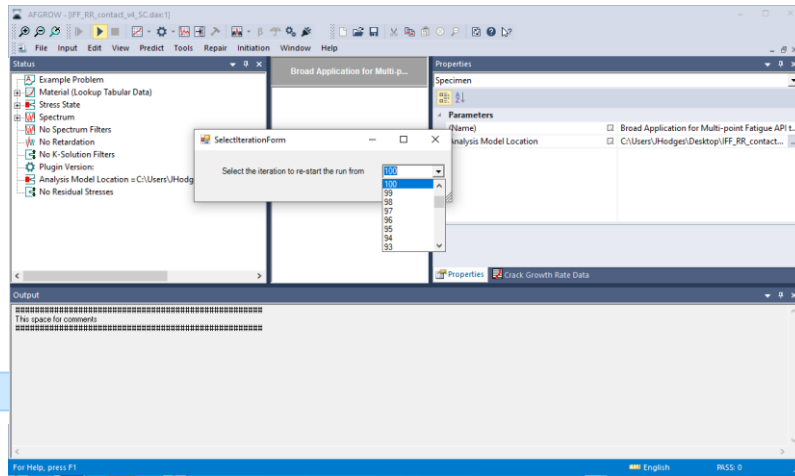 AFGROW - [IFF_RR_contact_v4_SC.dax:1]
File Input Edit View Predict Tools Repair Initiation Window Help
Status
Example Problem
Material (Lookup Tabular Data)
Stress State
Spectrum
No Spectrum Filters
No Retardation
No K-Solution Filters
Plugin Version:
Analysis Model Location = C:\Users\JHodg
No Residual Stresses
Broad Application for Multi-p...
Properties
Specimen
Parameters
(Name) Broad Application for Multi-point Fatigue API t..
Analysis Model Location C:\Users\JHodges\Desktop\IFF_RR_contact...
Properties Crack Growth Rate Data
SelectIterationForm
Select the iteration to re-start the run from 100
100
99
98
97
96
95
94
93
Output
This space for comments
For Help, press F1 English PASS: 0